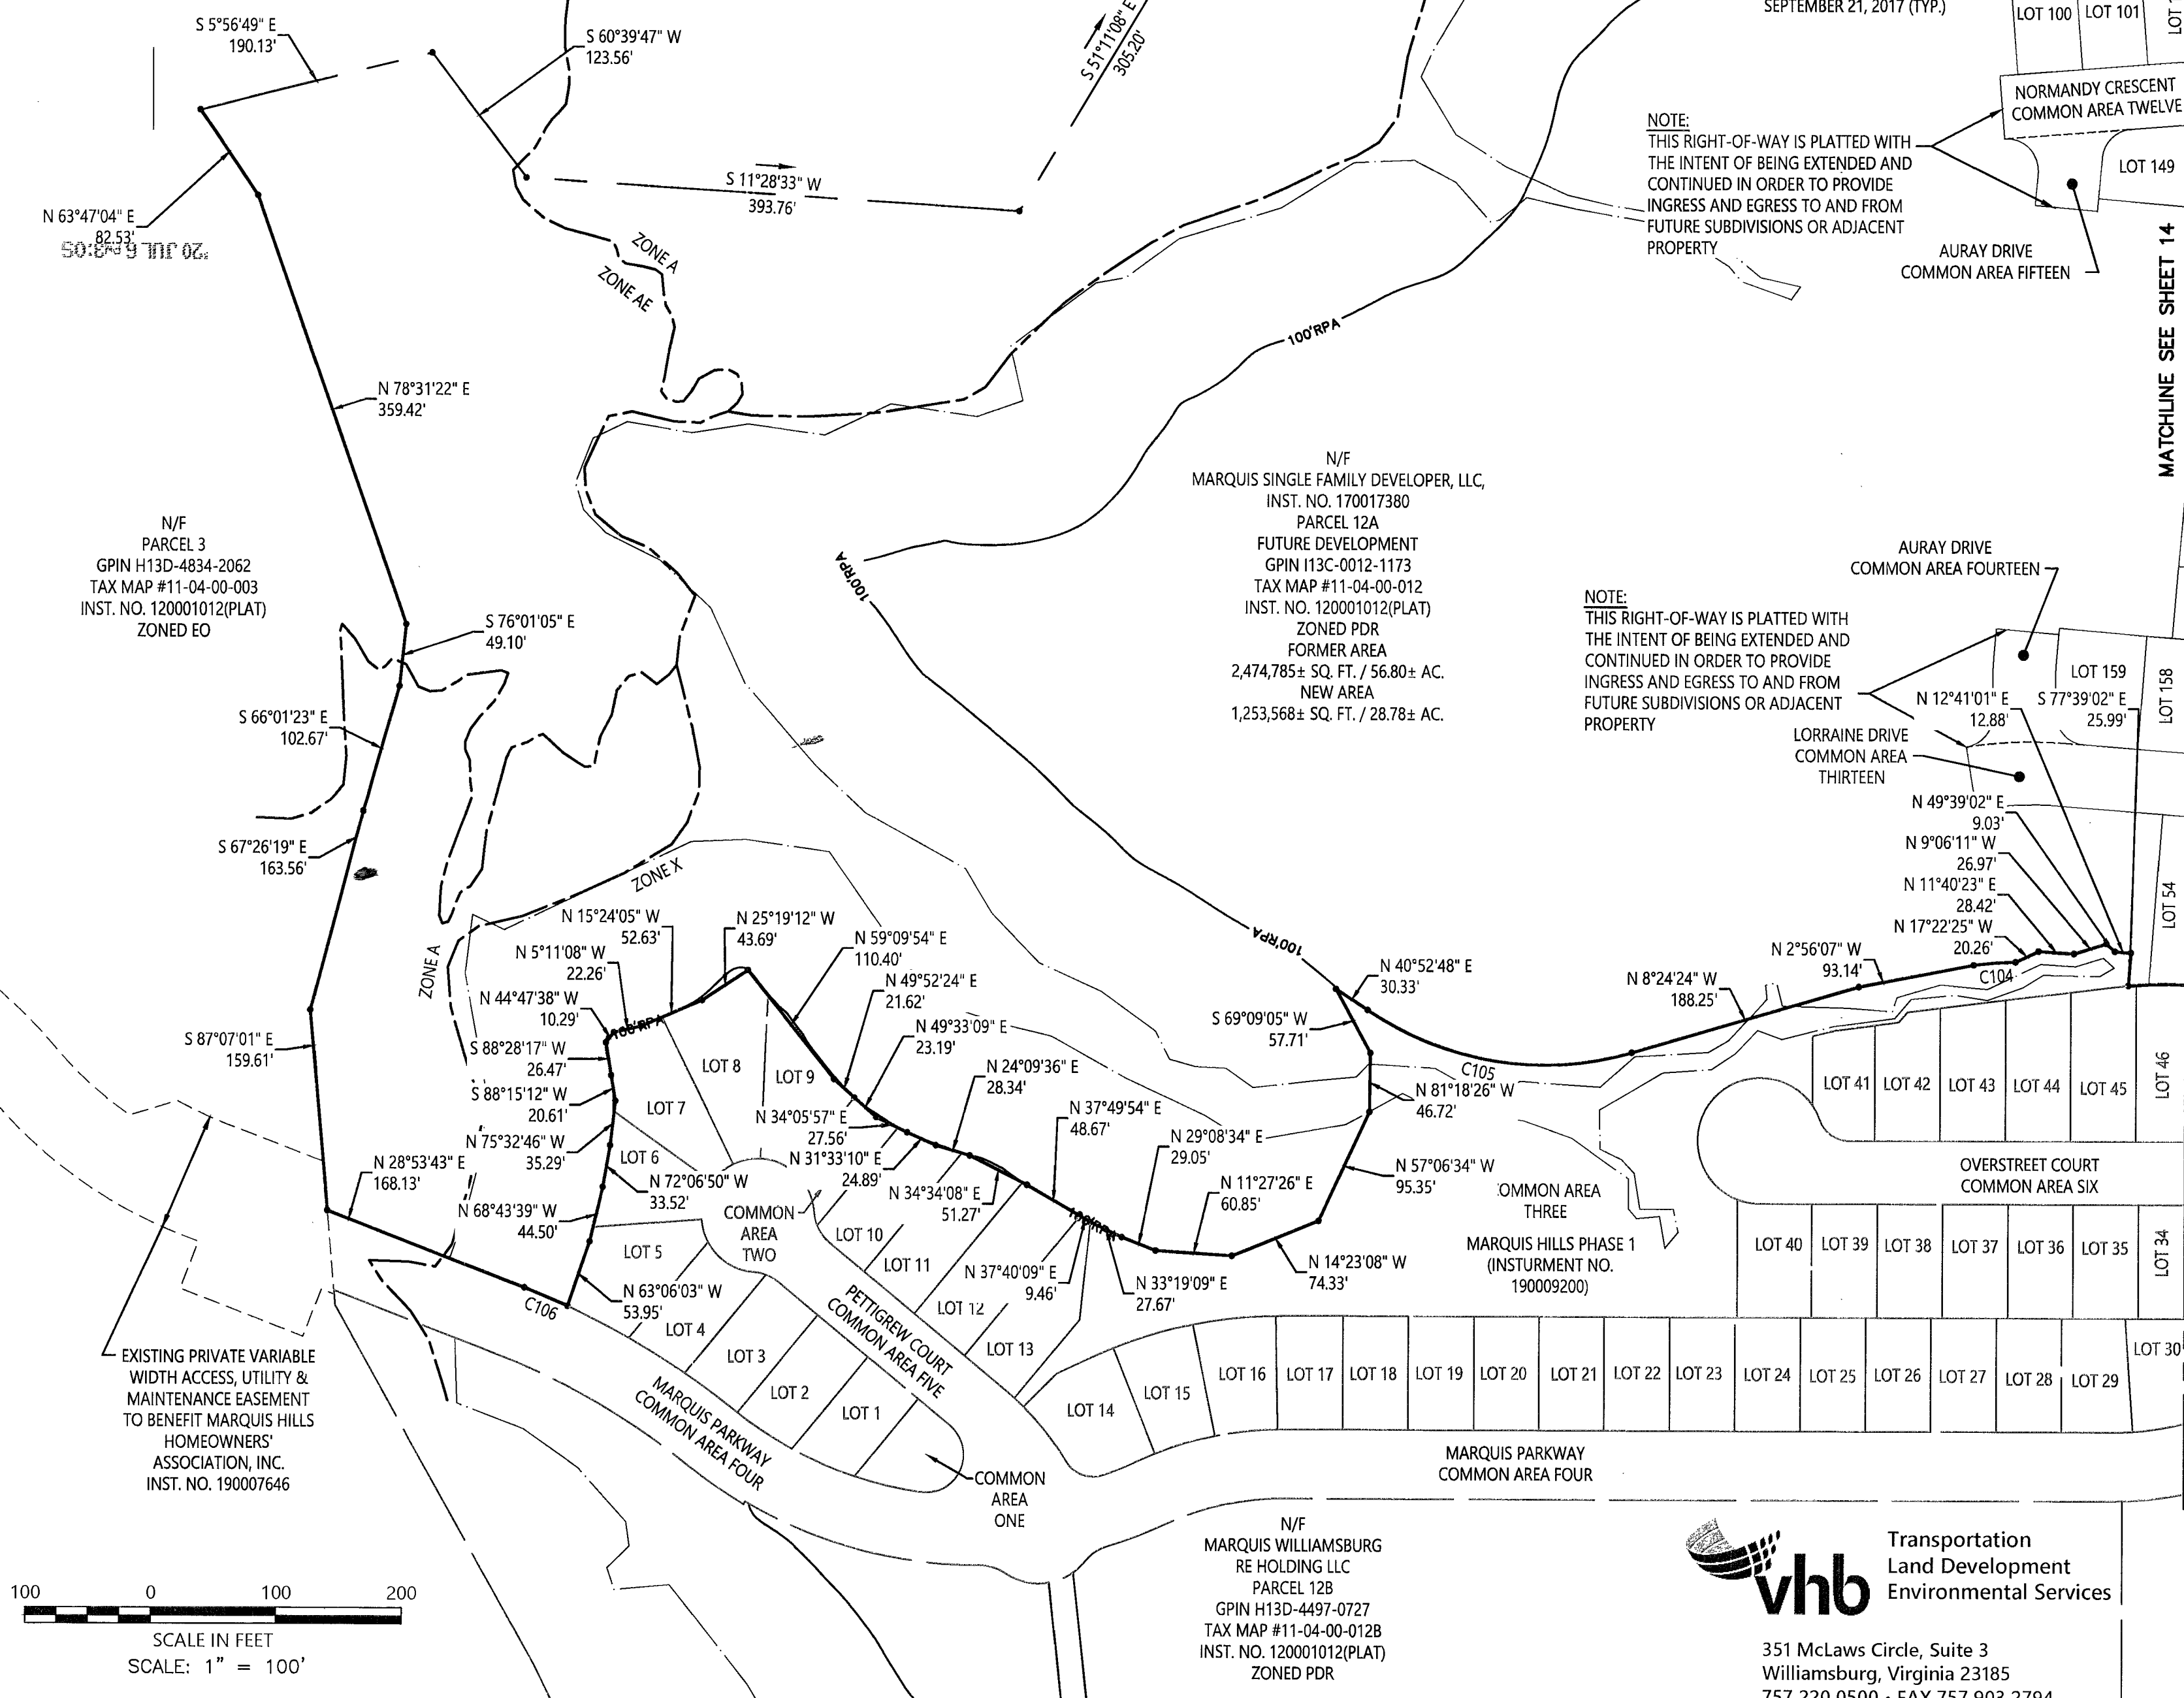 S 5°56'49" E
190.13'
S 60°39'47" W
123.56'
S 51°11'08" E
305.20'
SEPTEMBER 21, 2017 (TYP.)
LOT 100
LOT 101
NORMANDY CRESCENT
COMMON AREA TWELVE
NOTE:
THIS RIGHT-OF-WAY IS PLATTED WITH
THE INTENT OF BEING EXTENDED AND
CONTINUED IN ORDER TO PROVIDE
INGRESS AND EGRESS TO AND FROM
FUTURE SUBDIVISIONS OR ADJACENT
PROPERTY
LOT 149
AURAY DRIVE
COMMON AREA FIFTEEN
MATCHLINE SEE SHEET 14
S 11°28'33" W
393.76'
N 63°47'04" E
82.53'
'20 JUL 6 PM3:05
ZONE A
ZONE AE
100'RPA
N 78°31'22" E
359.42'
N/F
PARCEL 3
GPIN H13D-4834-2062
TAX MAP #11-04-00-003
INST. NO. 120001012(PLAT)
ZONED EO
N/F
MARQUIS SINGLE FAMILY DEVELOPER, LLC,
INST. NO. 170017380
PARCEL 12A
FUTURE DEVELOPMENT
GPIN I13C-0012-1173
TAX MAP #11-04-00-012
INST. NO. 120001012(PLAT)
ZONED PDR
FORMER AREA
2,474,785± SQ. FT. / 56.80± AC.
NEW AREA
1,253,568± SQ. FT. / 28.78± AC.
AURAY DRIVE
COMMON AREA FOURTEEN
NOTE:
THIS RIGHT-OF-WAY IS PLATTED WITH
THE INTENT OF BEING EXTENDED AND
CONTINUED IN ORDER TO PROVIDE
INGRESS AND EGRESS TO AND FROM
FUTURE SUBDIVISIONS OR ADJACENT
PROPERTY
LOT 159
LOT 158
N 12°41'01" E
12.88'
S 77°39'02" E
25.99'
LORRAINE DRIVE
COMMON AREA
THIRTEEN
100'RPA
S 76°01'05" E
49.10'
S 66°01'23" E
102.67'
S 67°26'19" E
163.56'
ZONE X
ZONE A
N 49°39'02" E
9.03'
N 9°06'11" W
26.97'
N 11°40'23" E
28.42'
N 17°22'25" W
20.26'
LOT 54
N 2°56'07" W
93.14'
C104
N 8°24'24" W
188.25'
N 40°52'48" E
30.33'
100'RPA
S 69°09'05" W
57.71'
C105
N 81°18'26" W
46.72'
N 15°24'05" W
52.63'
N 25°19'12" W
43.69'
N 59°09'54" E
110.40'
N 5°11'08" W
22.26'
N 49°52'24" E
21.62'
N 44°47'38" W
10.29'
100'RPA
N 49°33'09" E
23.19'
S 87°07'01" E
159.61'
S 88°28'17" W
26.47'
LOT 8
LOT 9
N 24°09'36" E
28.34'
S 88°15'12" W
20.61'
LOT 7
N 34°05'57" E
27.56'
N 37°49'54" E
48.67'
N 75°32'46" W
35.29'
LOT 6
N 31°33'10" E
24.89'
N 29°08'34" E
29.05'
N 28°53'43" E
168.13'
N 72°06'50" W
33.52'
N 34°34'08" E
51.27'
N 11°27'26" E
60.85'
N 57°06'34" W
95.35'
N 68°43'39" W
44.50'
COMMON
AREA
TWO
100'RPA
LOT 5
LOT 10
LOT 11
N 37°40'09" E
9.46'
N 33°19'09" E
27.67'
N 14°23'08" W
74.33'
OMMON AREA
THREE
MARQUIS HILLS PHASE 1
(INSTURMENT NO.
190009200)
LOT 41
LOT 42
LOT 43
LOT 44
LOT 45
LOT 46
OVERSTREET COURT
COMMON AREA SIX
LOT 40
LOT 39
LOT 38
LOT 37
LOT 36
LOT 35
LOT 34
C106
N 63°06'03" W
53.95'
LOT 4
LOT 3
LOT 2
LOT 1
PETTIGREW COURT
COMMON AREA FIVE
LOT 12
LOT 13
LOT 14
LOT 15
LOT 16
LOT 17
LOT 18
LOT 19
LOT 20
LOT 21
LOT 22
LOT 23
LOT 24
LOT 25
LOT 26
LOT 27
LOT 28
LOT 29
LOT 30
MARQUIS PARKWAY
COMMON AREA FOUR
EXISTING PRIVATE VARIABLE
WIDTH ACCESS, UTILITY &
MAINTENANCE EASEMENT
TO BENEFIT MARQUIS HILLS
HOMEOWNERS'
ASSOCIATION, INC.
INST. NO. 190007646
COMMON
AREA
ONE
MARQUIS PARKWAY
COMMON AREA FOUR
N/F
MARQUIS WILLIAMSBURG
RE HOLDING LLC
PARCEL 12B
GPIN H13D-4497-0727
TAX MAP #11-04-00-012B
INST. NO. 120001012(PLAT)
ZONED PDR
100 0 100 200
SCALE IN FEET
SCALE: 1" = 100'
vhb
Transportation
Land Development
Environmental Services
351 McLaws Circle, Suite 3
Williamsburg, Virginia 23185
757.220.0500 • FAX 757.903.2794